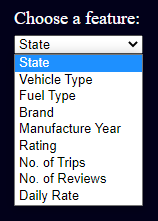 Choose a feature:
State
State
Vehicle Type
Fuel Type
Brand
Manufacture Year
Rating
No. of Trips
No. of Reviews
Daily Rate